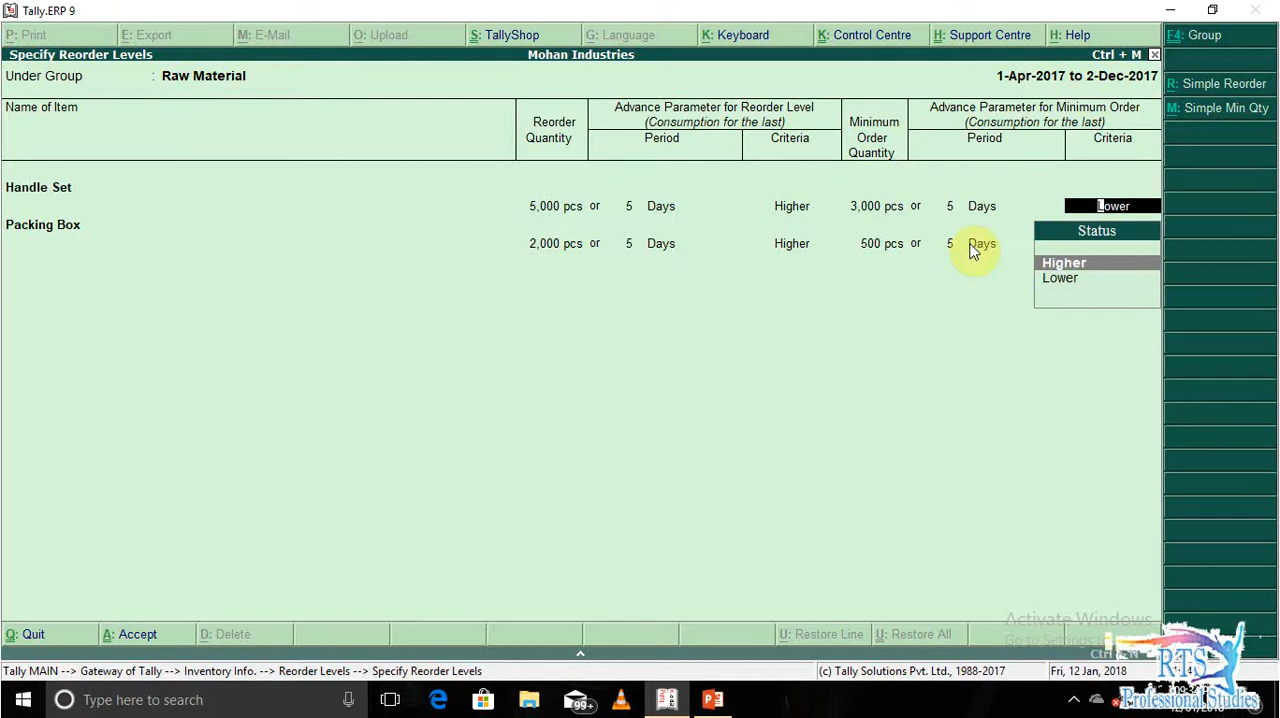 Tally.ERP 9
P: Print
E: Export
M: E-Mail
O: Upload
S: TallyShop
G: Language
K: Keyboard
K: Control Centre
H: Support Centre
H: Help
F4: Group
Specify Reorder Levels
Mohan Industries
Ctrl + M
Under Group : Raw Material
1-Apr-2017 to 2-Dec-2017
R: Simple Reorder
M: Simple Min Qty
Name of Item
Reorder
Quantity
Advance Parameter for Reorder Level
(Consumption for the last)
Period
Criteria
Minimum
Order
Quantity
Advance Parameter for Minimum Order
(Consumption for the last)
Period
Criteria
Handle Set
5,000 pcs or 5 Days Higher 3,000 pcs or 5 Days Lower
Packing Box
2,000 pcs or 5 Days Higher 500 pcs or 5 Days
Status
Higher
Lower
Activate Windows
Go to Settings to
Q: Quit
A: Accept
D: Delete
U: Restore Line
U: Restore All
Tally MAIN --> Gateway of Tally --> Inventory Info. --> Reorder Levels --> Specify Reorder Levels
(c) Tally Solutions Pvt. Ltd., 1988-2017
Fri, 12 Jan, 2018
RTS
Professional Studies
Type here to search
99+